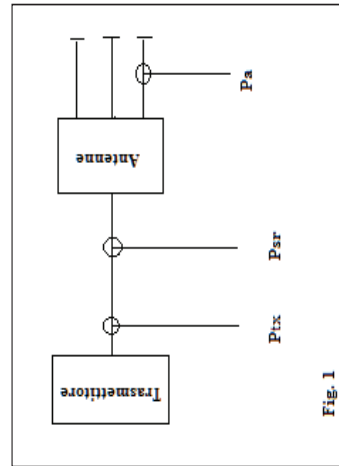 Trasmettitore
Antenne
Ptx
Psr
Pa
Fig. 1